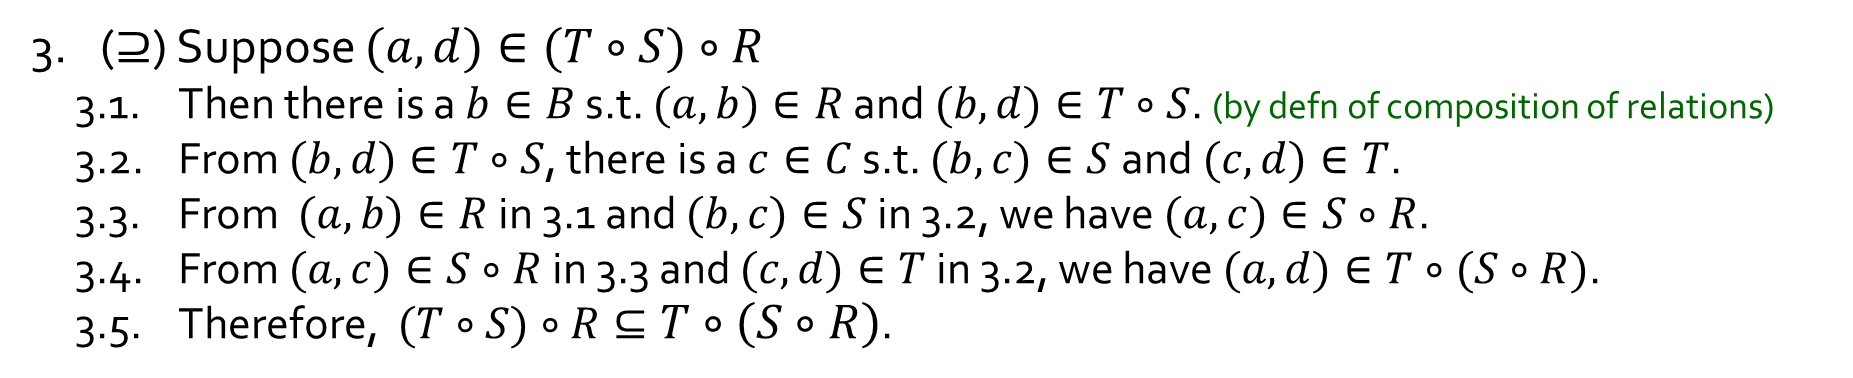 3. (⊇) Suppose (a, d) ∈ (T ∘ S) ∘ R
3.1. Then there is a b ∈ B s.t. (a, b) ∈ R and (b, d) ∈ T ∘ S. (by defn of composition of relations)
3.2. From (b, d) ∈ T ∘ S, there is a c ∈ C s.t. (b, c) ∈ S and (c, d) ∈ T.
3.3. From (a, b) ∈ R in 3.1 and (b, c) ∈ S in 3.2, we have (a, c) ∈ S ∘ R.
3.4. From (a, c) ∈ S ∘ R in 3.3 and (c, d) ∈ T in 3.2, we have (a, d) ∈ T ∘ (S ∘ R).
3.5. Therefore, (T ∘ S) ∘ R ⊆ T ∘ (S ∘ R).